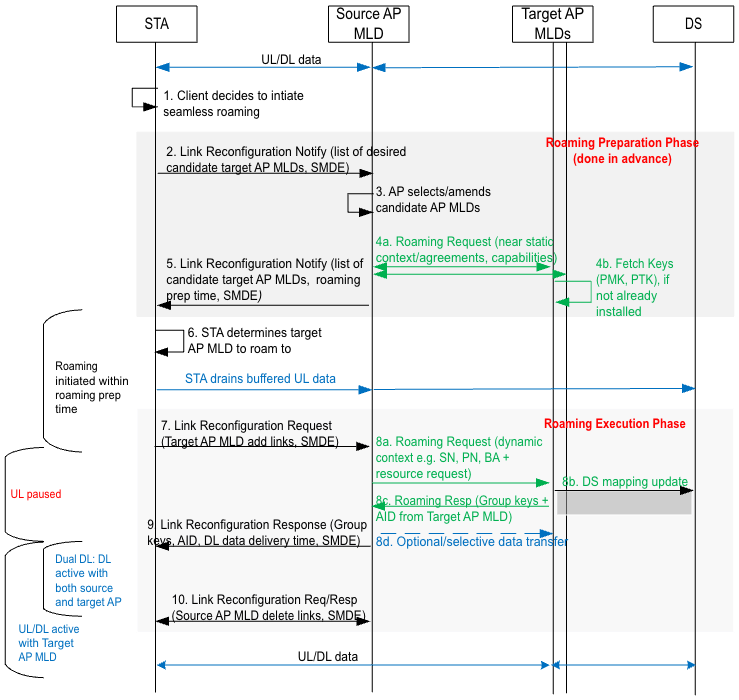 STA
Source AP
MLD
Target AP
MLDs
DS
UL/DL data
1. Client decides to intiate
seamless roaming
Roaming Preparation Phase
(done in advance)
2. Link Reconfiguration Notify (list of desired
candidate target AP MLDs, SMDE)
3. AP selects/amends
candidate AP MLDs
4a. Roaming Request (near static
context/agreements, capabilities)
4b. Fetch Keys
(PMK, PTK), if
not already
installed
5. Link Reconfiguration Notify (list of
candidate target AP MLDs, roaming
prep time, SMDE)
6. STA determines target
AP MLD to roam to
Roaming
initiated within
roaming prep
time
STA drains buffered UL data
Roaming Execution Phase
7. Link Reconfiguration Request
(Target AP MLD add links, SMDE)
8a. Roaming Request (dynamic
context e.g. SN, PN, BA +
resource request)
8b. DS mapping update
UL paused
8c. Roaming Resp (Group keys +
AID from Target AP MLD)
9. Link Reconfiguration Response (Group
keys, AID, DL data delivery time, SMDE)
8d. Optional/selective data transfer
Dual DL: DL
active with
both source
and target AP
10. Link Reconfiguration Req/Resp
(Source AP MLD delete links, SMDE)
UL/DL active
with Target
AP MLD
UL/DL data